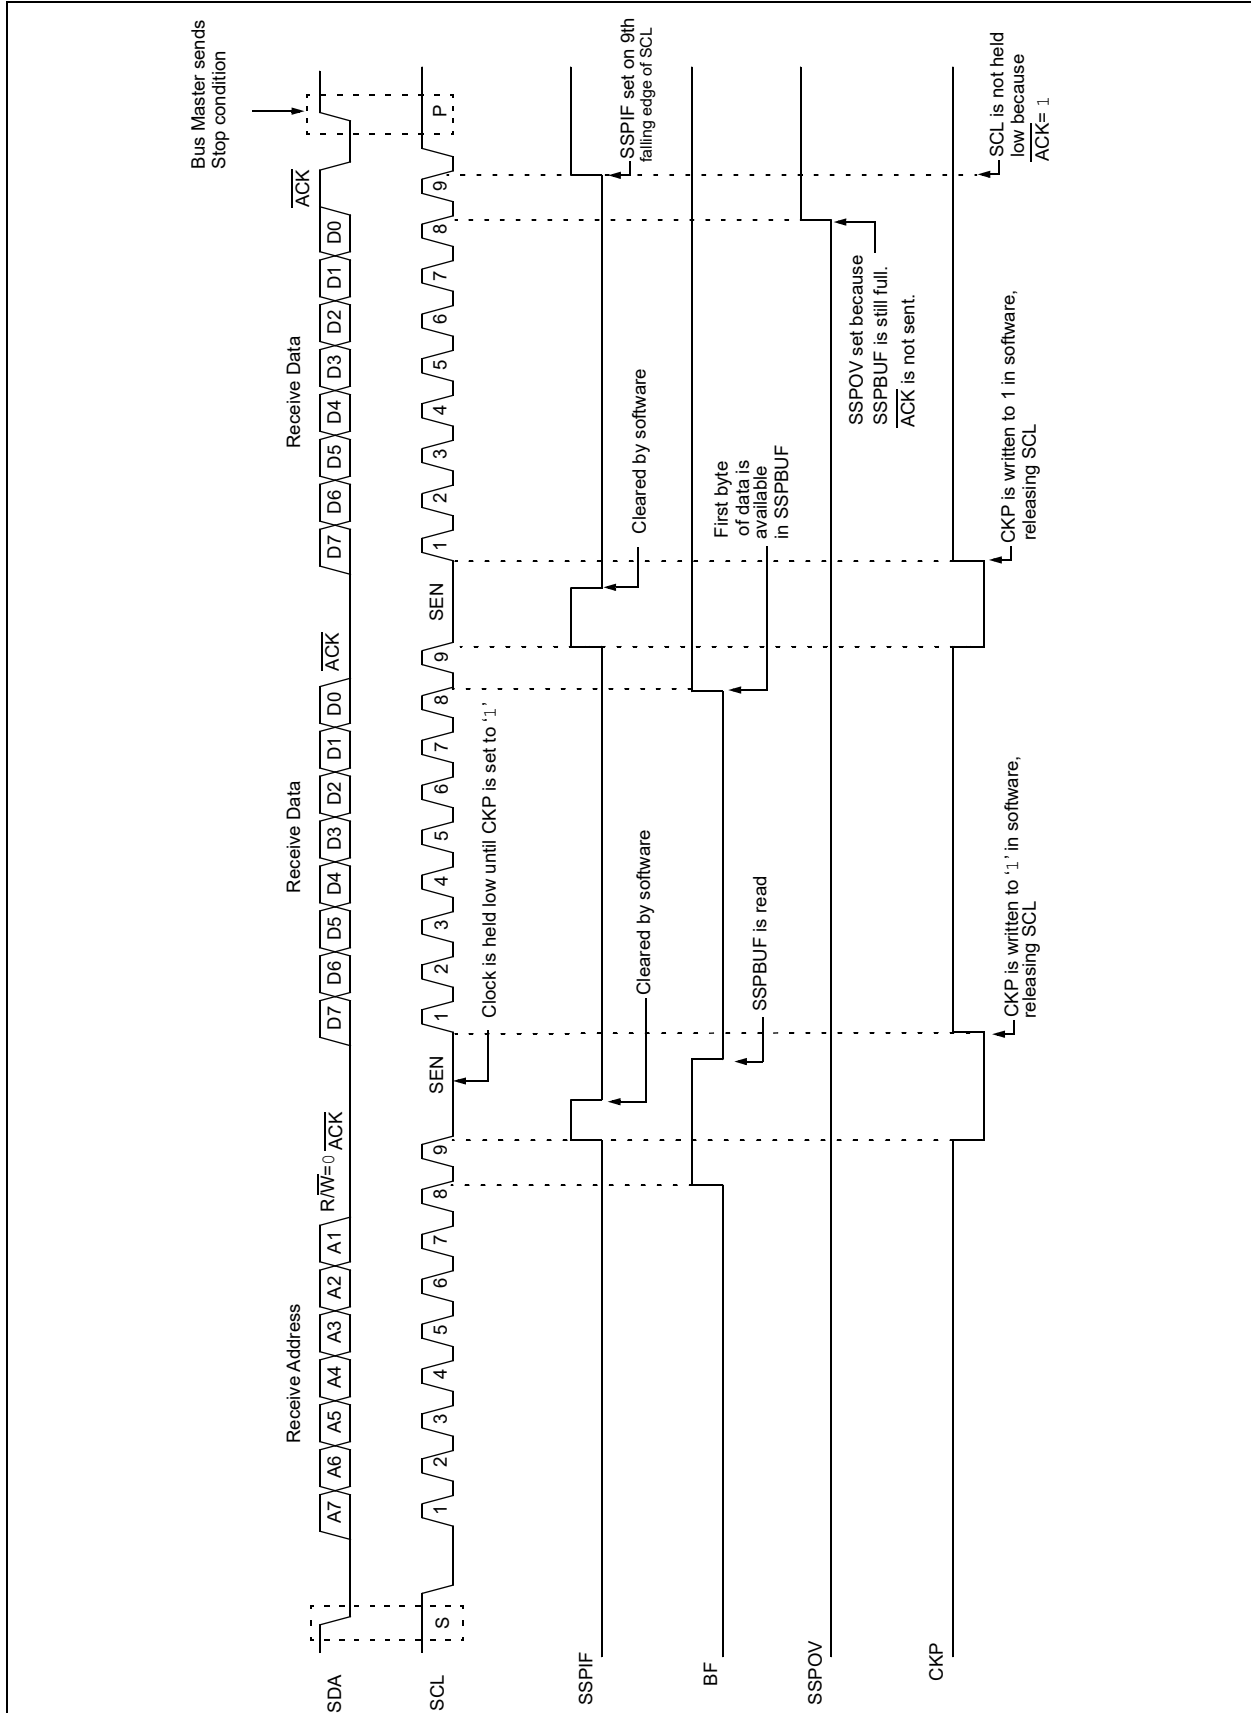 Bus Master sends
Stop condition
Receive Address
Receive Data
Receive Data
SDA
A7 A6 A5 A4 A3 A2 A1
R/W=0 ACK
D7 D6 D5 D4 D3 D2 D1 D0
ACK
D7 D6 D5 D4 D3 D2 D1 D0
ACK
SCL
S
1 2 3 4 5 6 7 8 9
SEN
1 2 3 4 5 6 7 8 9
SEN
1 2 3 4 5 6 7 8 9
P
Clock is held low until CKP is set to ‘1’
SSPIF
Cleared by software
Cleared by software
SSPIF set on 9th
falling edge of SCL
BF
SSPBUF is read
First byte
of data is
available
in SSPBUF
SSPOV
SSPOV set because
SSPBUF is still full.
ACK is not sent.
CKP
CKP is written to ‘1’ in software,
releasing SCL
CKP is written to 1 in software,
releasing SCL
SCL is not held
low because
ACK= 1